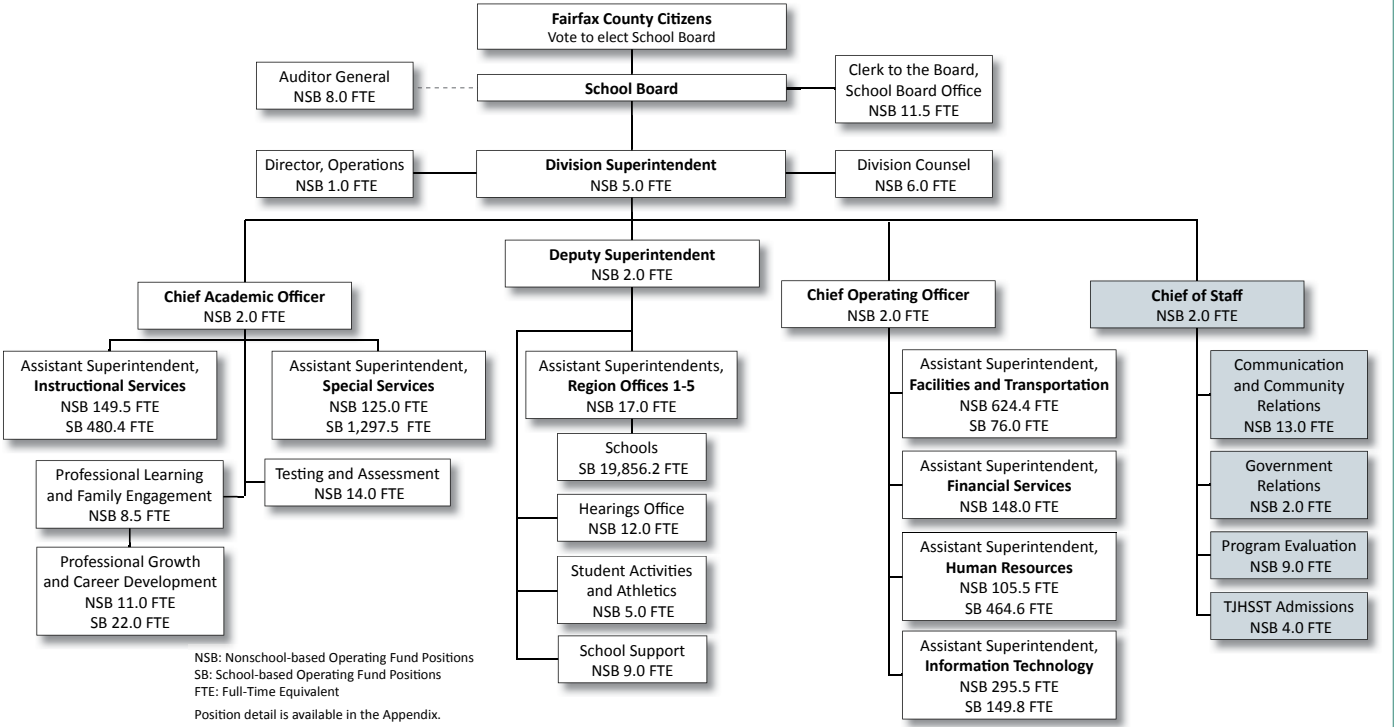 Fairfax County Citizens
Vote to elect School Board
Auditor General
NSB 8.0 FTE
School Board
Clerk to the Board,
School Board Office
NSB 11.5 FTE
Director, Operations
NSB 1.0 FTE
Division Superintendent
NSB 5.0 FTE
Division Counsel
NSB 6.0 FTE
Deputy Superintendent
NSB 2.0 FTE
Chief Academic Officer
NSB 2.0 FTE
Chief Operating Officer
NSB 2.0 FTE
Chief of Staff
NSB 2.0 FTE
Assistant Superintendent,
Instructional Services
NSB 149.5 FTE
SB 480.4 FTE
Assistant Superintendent,
Special Services
NSB 125.0 FTE
SB 1,297.5 FTE
Professional Learning
and Family Engagement
NSB 8.5 FTE
Testing and Assessment
NSB 14.0 FTE
Professional Growth
and Career Development
NSB 11.0 FTE
SB 22.0 FTE
Assistant Superintendents,
Region Offices 1-5
NSB 17.0 FTE
Schools
SB 19,856.2 FTE
Hearings Office
NSB 12.0 FTE
Student Activities
and Athletics
NSB 5.0 FTE
School Support
NSB 9.0 FTE
Assistant Superintendent,
Facilities and Transportation
NSB 624.4 FTE
SB 76.0 FTE
Assistant Superintendent,
Financial Services
NSB 148.0 FTE
Assistant Superintendent,
Human Resources
NSB 105.5 FTE
SB 464.6 FTE
Assistant Superintendent,
Information Technology
NSB 295.5 FTE
SB 149.8 FTE
Communication
and Community
Relations
NSB 13.0 FTE
Government
Relations
NSB 2.0 FTE
Program Evaluation
NSB 9.0 FTE
TJHSST Admissions
NSB 4.0 FTE
NSB: Nonschool-based Operating Fund Positions
SB: School-based Operating Fund Positions
FTE: Full-Time Equivalent
Position detail is available in the Appendix.